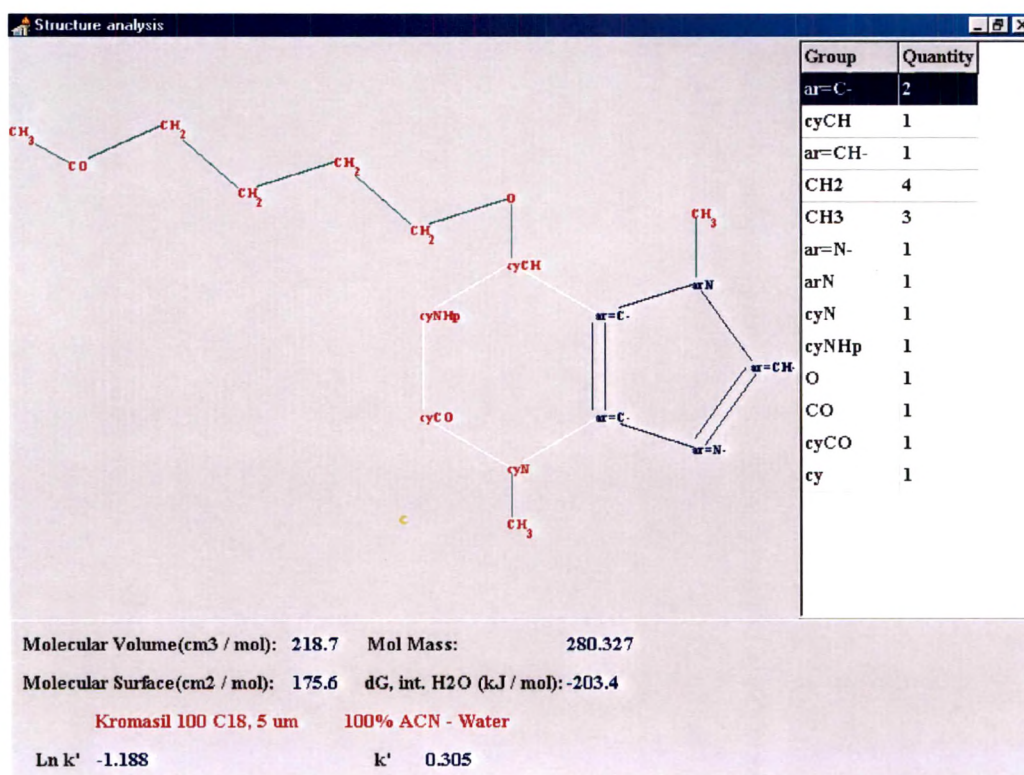 Structure analysis
Group Quantity
ar=C- 2
cyCH 1
ar=CH- 1
CH2 4
CH3 3
ar=N- 1
arN 1
cyN 1
cyNHp 1
O 1
CO 1
cyCO 1
cy 1
CH3
CO
CH2
CH2
CH2
CH2
O
CH3
cyCH
arN
cyNHp
ar=C-
ar=CH-
cyCO
ar=C-
ar=N-
cyN
C
CH3
Molecular Volume(cm3 / mol): 218.7 Mol Mass: 280.327
Molecular Surface(cm2 / mol): 175.6 dG, int. H2O (kJ / mol): -203.4
Kromasil 100 C18, 5 um 100% ACN - Water
Ln k' -1.188 k' 0.305